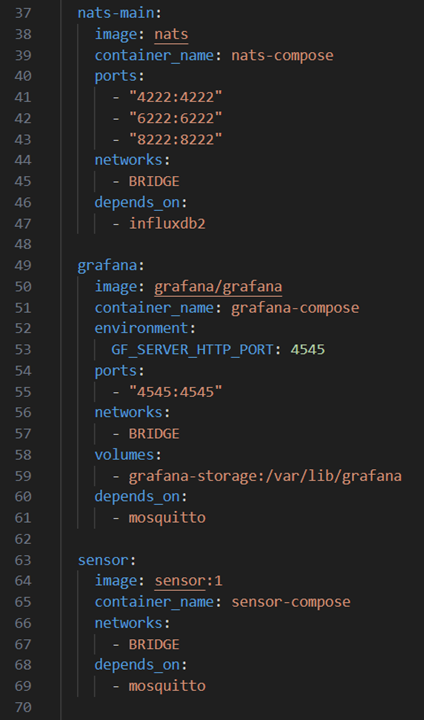 37 nats-main:
38 image: nats
39 container_name: nats-compose
40 ports:
41 - "4222:4222"
42 - "6222:6222"
43 - "8222:8222"
44 networks:
45 - BRIDGE
46 depends_on:
47 - influxdb2
48
49 grafana:
50 image: grafana/grafana
51 container_name: grafana-compose
52 environment:
53 GF_SERVER_HTTP_PORT: 4545
54 ports:
55 - "4545:4545"
56 networks:
57 - BRIDGE
58 volumes:
59 - grafana-storage:/var/lib/grafana
60 depends_on:
61 - mosquitto
62
63 sensor:
64 image: sensor:1
65 container_name: sensor-compose
66 networks:
67 - BRIDGE
68 depends_on:
69 - mosquitto
70